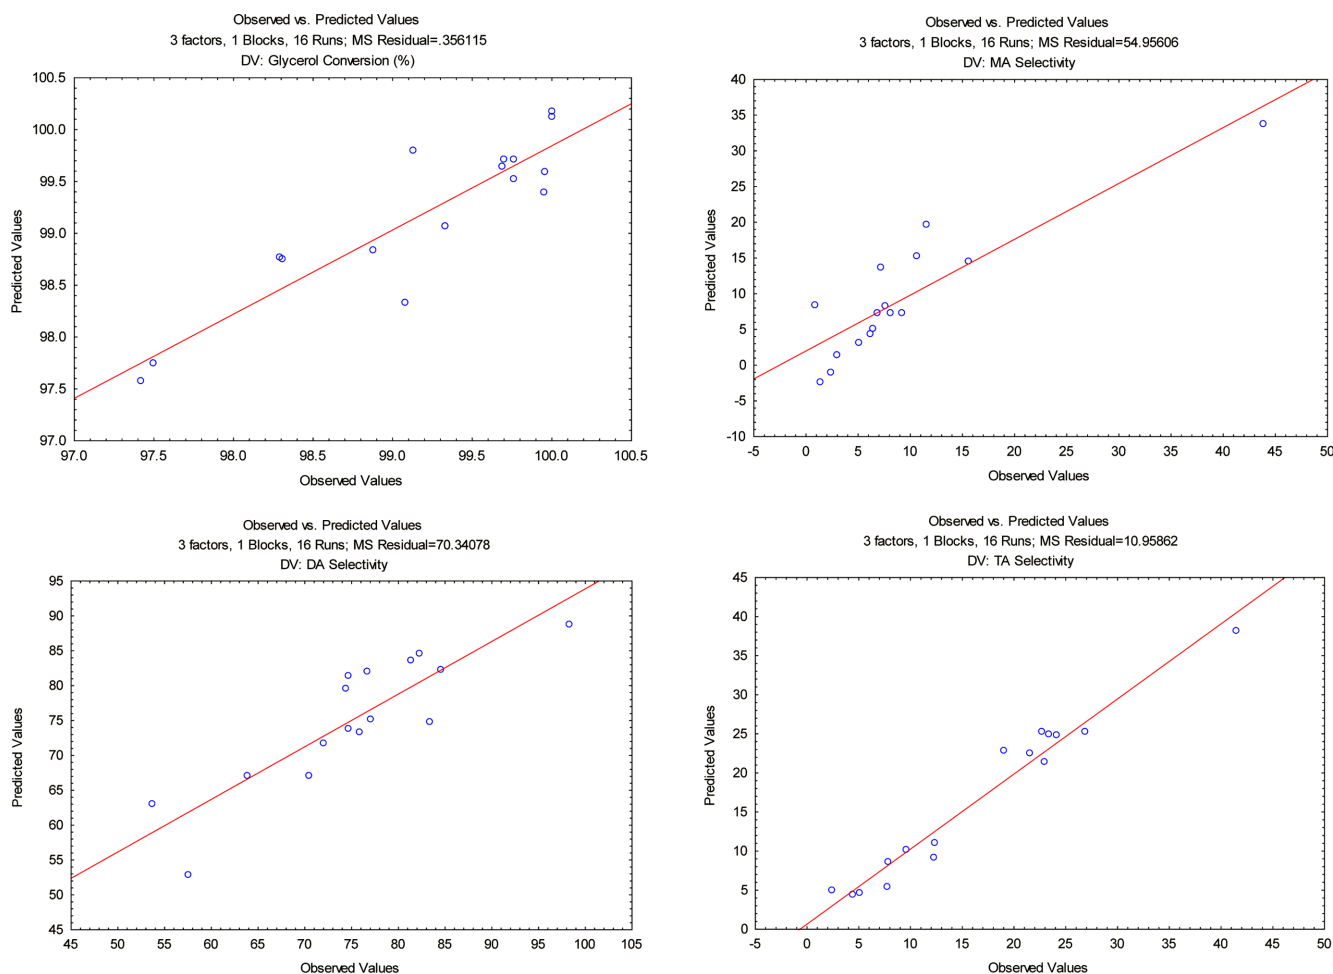 Observed vs. Predicted Values
3 factors, 1 Blocks, 16 Runs; MS Residual=.356115
DV: Glycerol Conversion (%)
100.5
100.0
99.5
99.0
98.5
98.0
97.5
97.0
Predicted Values
97.0 97.5 98.0 98.5 99.0 99.5 100.0 100.5
Observed Values
Observed vs. Predicted Values
3 factors, 1 Blocks, 16 Runs; MS Residual=54.95606
DV: MA Selectivity
40
35
30
25
20
15
10
5
0
-5
-10
Predicted Values
-5 0 5 10 15 20 25 30 35 40 45 50
Observed Values
Observed vs. Predicted Values
3 factors, 1 Blocks, 16 Runs; MS Residual=70.34078
DV: DA Selectivity
95
90
85
80
75
70
65
60
55
50
45
Predicted Values
45 50 55 60 65 70 75 80 85 90 95 100 105
Observed Values
Observed vs. Predicted Values
3 factors, 1 Blocks, 16 Runs; MS Residual=10.95862
DV: TA Selectivity
45
40
35
30
25
20
15
10
5
0
Predicted Values
-5 0 5 10 15 20 25 30 35 40 45 50
Observed Values